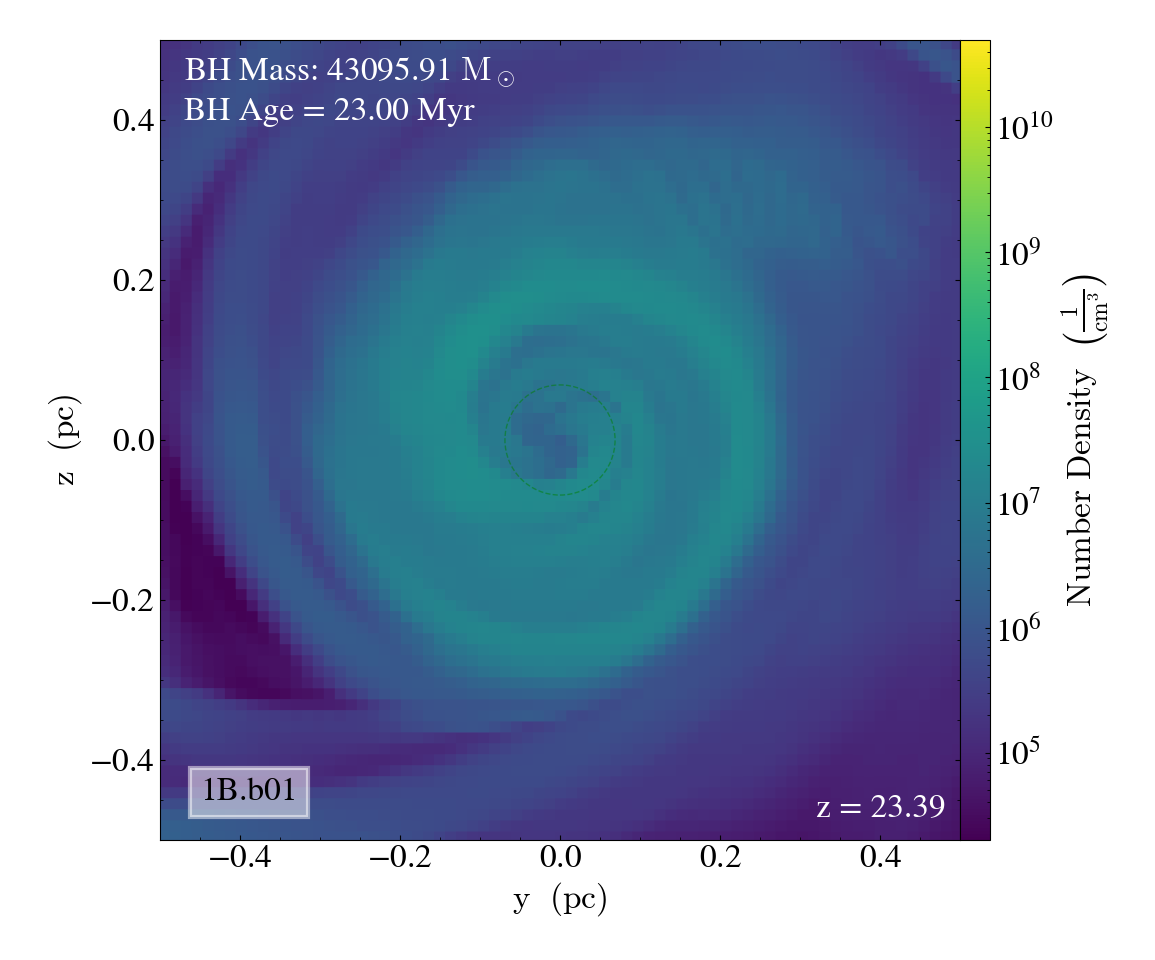 BH Mass: 43095.91 M⊙
BH Age = 23.00 Myr
1B.b01
z = 23.39
0.4
0.2
0.0
−0.2
−0.4
z (pc)
−0.4
−0.2
0.0
0.2
0.4
y (pc)
10¹⁰
10⁹
10⁸
10⁷
10⁶
10⁵
Number Density (1/cm³)